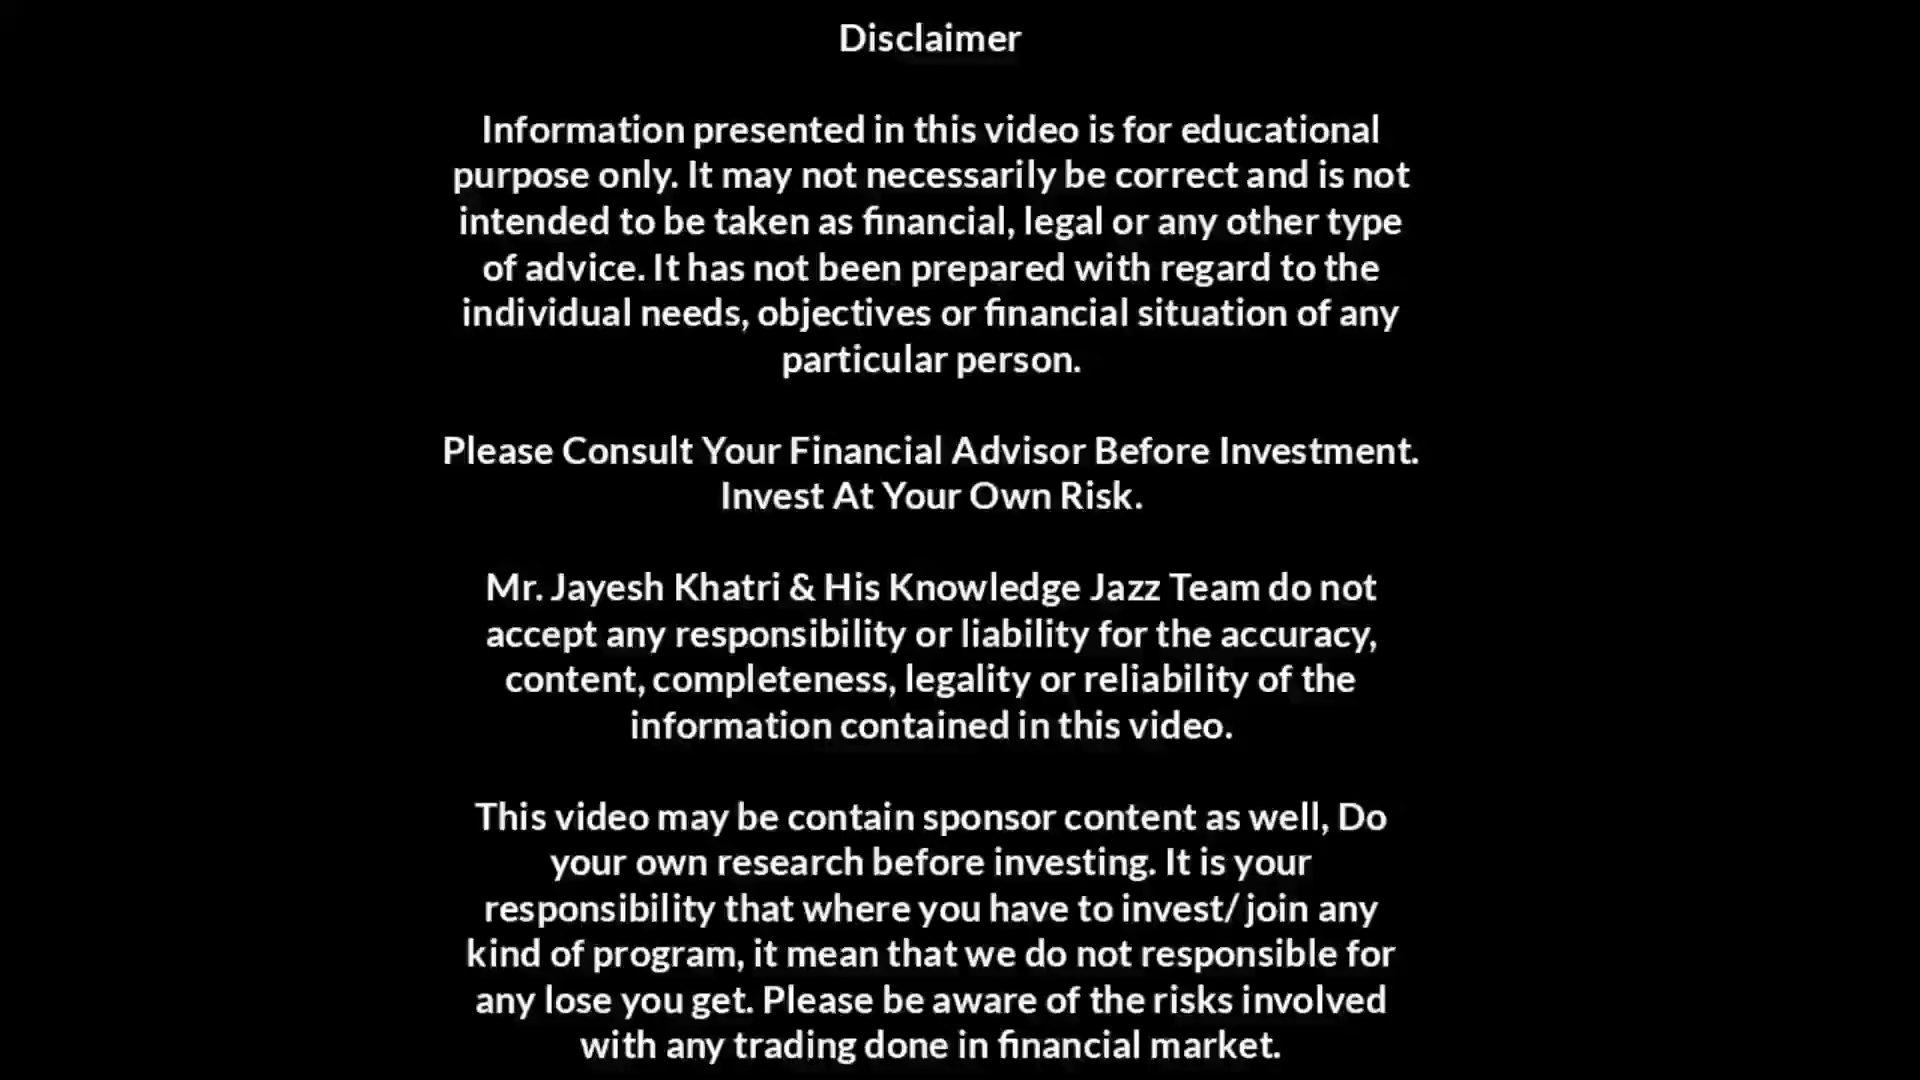 Disclaimer
Information presented in this video is for educational
purpose only. It may not necessarily be correct and is not
intended to be taken as financial, legal or any other type
of advice. It has not been prepared with regard to the
individual needs, objectives or financial situation of any
particular person.
Please Consult Your Financial Advisor Before Investment.
Invest At Your Own Risk.
Mr. Jayesh Khatri & His Knowledge Jazz Team do not
accept any responsibility or liability for the accuracy,
content, completeness, legality or reliability of the
information contained in this video.
This video may be contain sponsor content as well, Do
your own research before investing. It is your
responsibility that where you have to invest/ join any
kind of program, it mean that we do not responsible for
any lose you get. Please be aware of the risks involved
with any trading done in financial market.